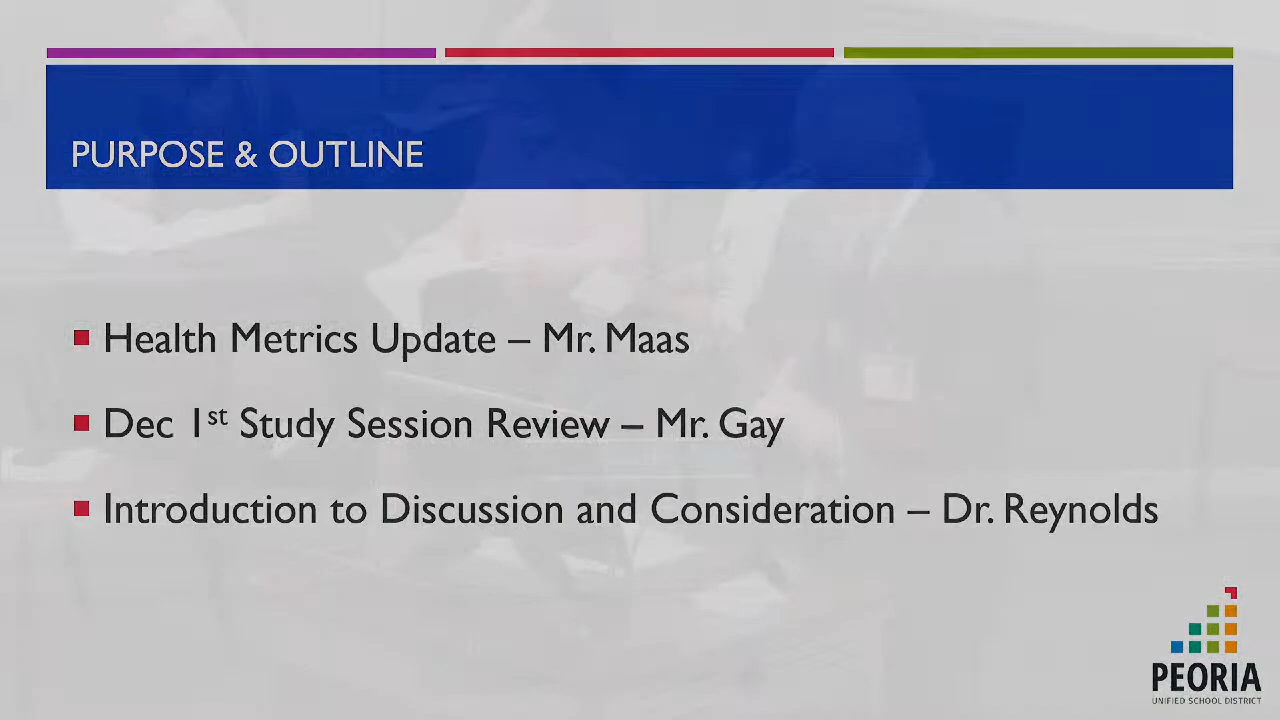 PURPOSE & OUTLINE
Health Metrics Update – Mr. Maas
Dec 1st Study Session Review – Mr. Gay
Introduction to Discussion and Consideration – Dr. Reynolds
PEORIA
UNIFIED SCHOOL DISTRICT